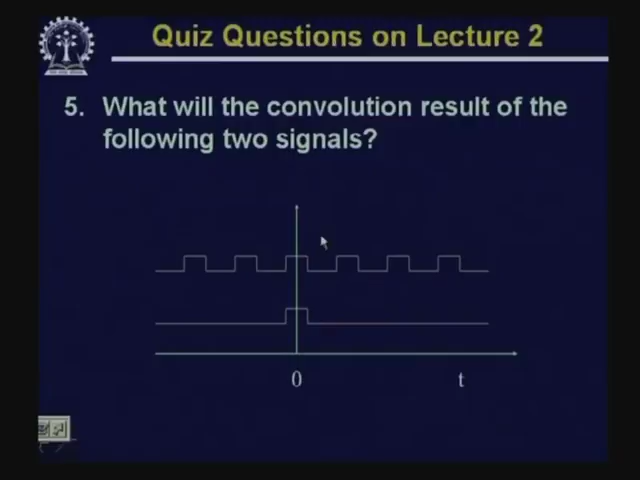 Quiz Questions on Lecture 2
5. What will the convolution result of the
following two signals?
0 t